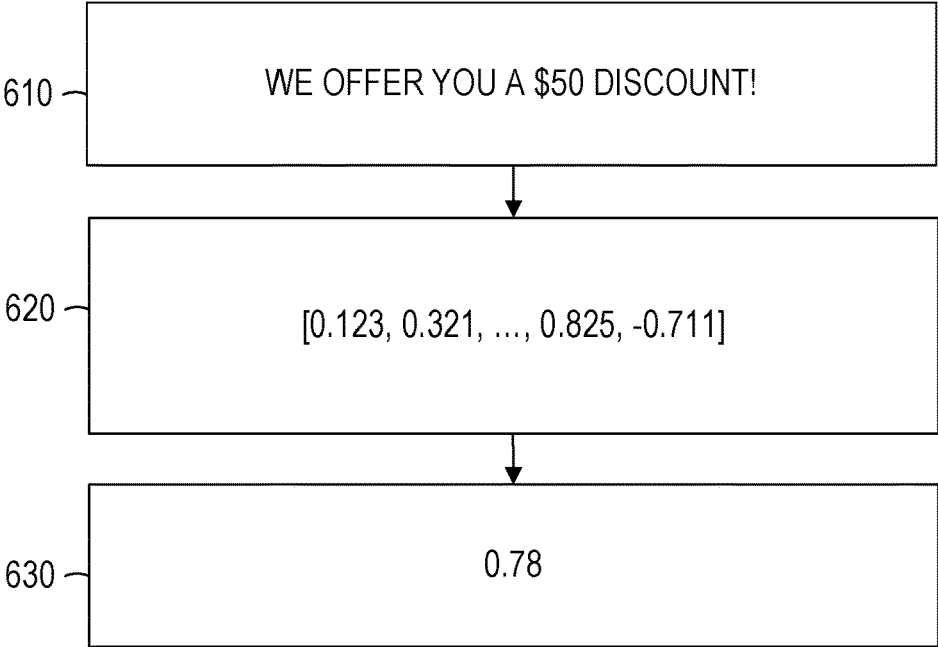 610
WE OFFER YOU A $50 DISCOUNT!
620
[0.123, 0.321, ..., 0.825, -0.711]
630
0.78